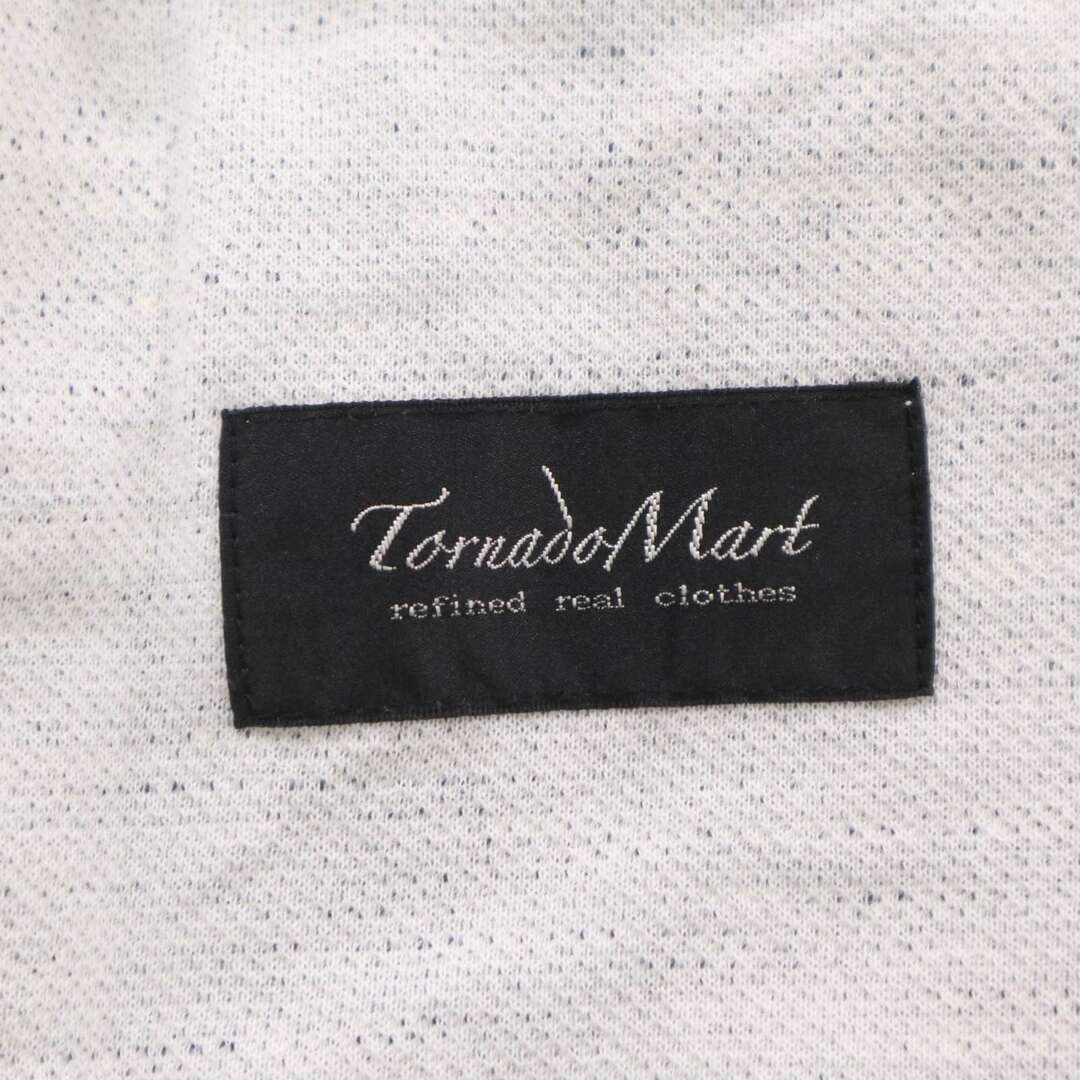 TornadoMart
refined real clothes